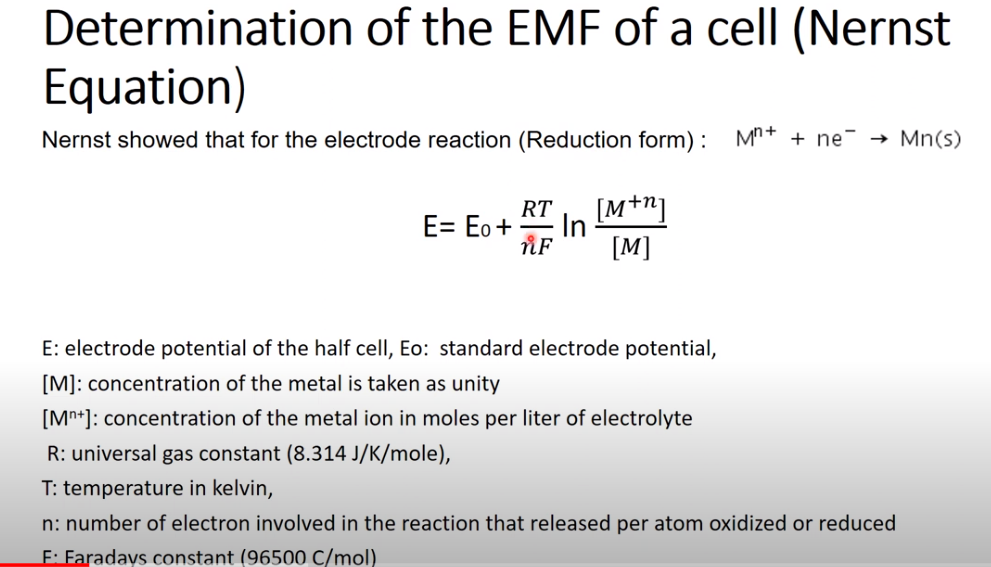 Determination of the EMF of a cell (Nernst
Equation)
Nernst showed that for the electrode reaction (Reduction form) : Mⁿ⁺ + ne⁻ → Mn(s)
E= E₀ + RT/nF ln [M⁺ⁿ]/[M]
E: electrode potential of the half cell, Eo: standard electrode potential,
[M]: concentration of the metal is taken as unity
[Mⁿ⁺]: concentration of the metal ion in moles per liter of electrolyte
R: universal gas constant (8.314 J/K/mole),
T: temperature in kelvin,
n: number of electron involved in the reaction that released per atom oxidized or reduced
F: Faradays constant (96500 C/mol)